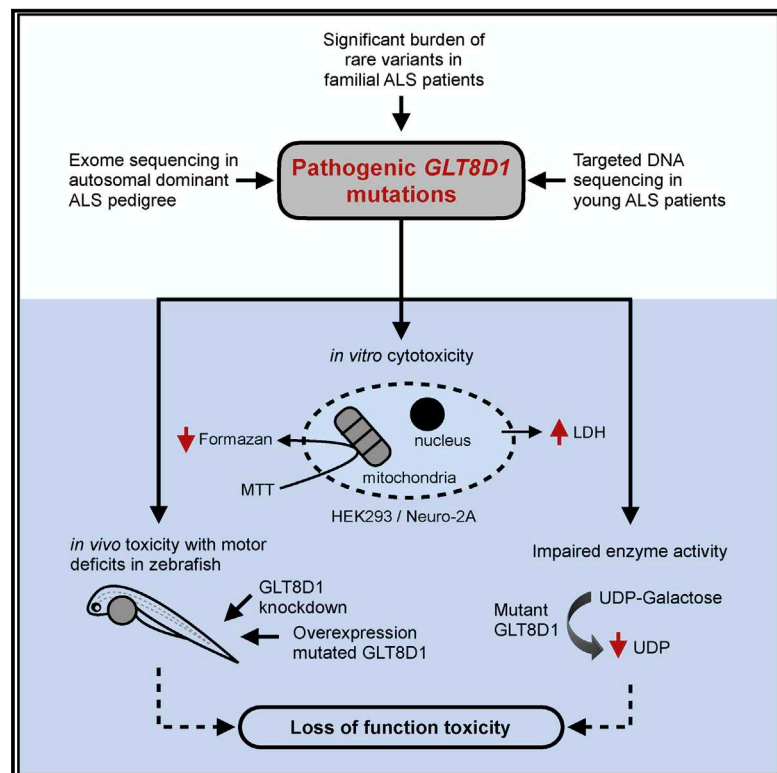 Significant burden of
rare variants in
familial ALS patients
Exome sequencing in
autosomal dominant
ALS pedigree
Pathogenic GLT8D1
mutations
Targeted DNA
sequencing in
young ALS patients
in vitro cytotoxicity
Formazan
nucleus
LDH
mitochondria
MTT
HEK293 / Neuro-2A
in vivo toxicity with motor
deficits in zebrafish
GLT8D1
knockdown
Overexpression
mutated GLT8D1
Impaired enzyme activity
UDP-Galactose
Mutant
GLT8D1
UDP
Loss of function toxicity